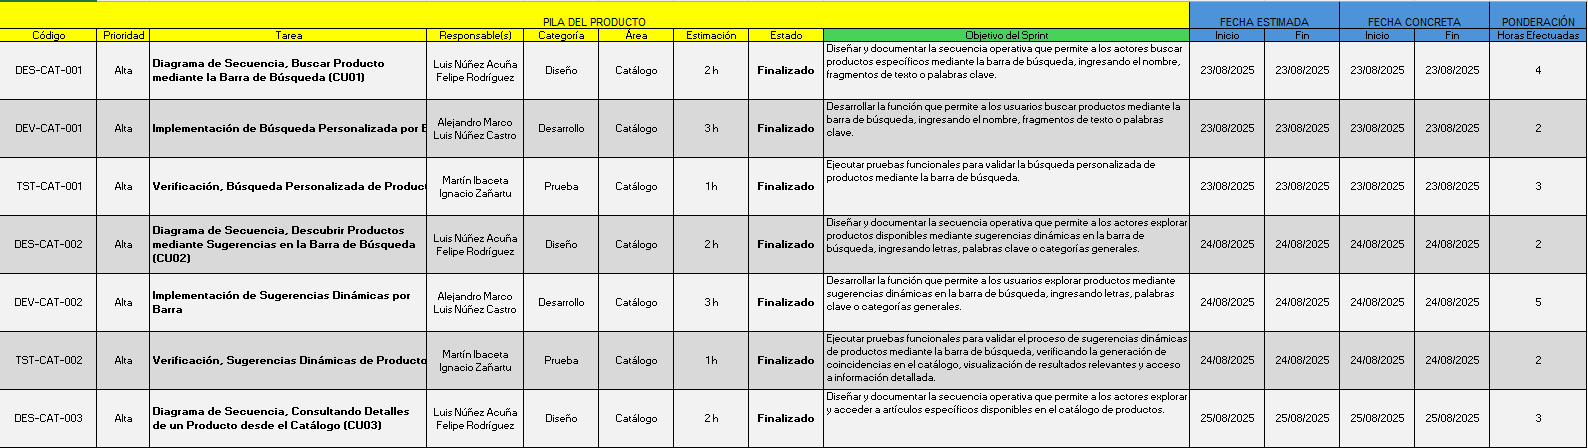 PILA DEL PRODUCTO FECHA ESTIMADA FECHA CONCRETA PONDERACIÓN
Código Prioridad Tarea Responsable(s) Categoría Área Estimación Estado Objetivo del Sprint Inicio Fin Inicio Fin Horas Efectuadas
DES-CAT-001 Alta
Diagrama de Secuencia, Buscar Producto
mediante la Barra de Búsqueda (CU01)
Luis Núñez Acuña
Felipe Rodríguez
Diseño Catálogo 2 h Finalizado
Diseñar y documentar la secuencia operativa que permite a los actores buscar
productos específicos mediante la barra de búsqueda, ingresando el nombre,
fragmentos de texto o palabras clave.
23/08/2025 23/08/2025 23/08/2025 23/08/2025 4
DEV-CAT-001 Alta
Implementación de Búsqueda Personalizada por
Alejandro Marco
Luis Núñez Castro
Desarrollo Catálogo 3 h Finalizado
Desarrollar la función que permite a los usuarios buscar productos mediante la
barra de búsqueda, ingresando el nombre, fragmentos de texto o palabras
clave.
23/08/2025 23/08/2025 23/08/2025 23/08/2025 2
TST-CAT-001 Alta
Verificación, Búsqueda Personalizada de Produc
Martín Ibaceta
Ignacio Zañartu
Prueba Catálogo 1 h Finalizado
Ejecutar pruebas funcionales para validar la búsqueda personalizada de
productos mediante la barra de búsqueda.
23/08/2025 23/08/2025 23/08/2025 23/08/2025 3
DES-CAT-002 Alta
Diagrama de Secuencia, Descubrir Productos
mediante Sugerencias en la Barra de Búsqueda
(CU02)
Luis Núñez Acuña
Felipe Rodríguez
Diseño Catálogo 2 h Finalizado
Diseñar y documentar la secuencia operativa que permite a los actores explorar
productos disponibles mediante sugerencias dinámicas en la barra de
búsqueda, ingresando letras, palabras clave o categorías generales.
24/08/2025 24/08/2025 24/08/2025 24/08/2025 2
DEV-CAT-002 Alta
Implementación de Sugerencias Dinámicas por
Barra
Alejandro Marco
Luis Núñez Castro
Desarrollo Catálogo 3 h Finalizado
Desarrollar la función que permite a los usuarios explorar productos mediante
sugerencias dinámicas en la barra de búsqueda, ingresando letras, palabras
clave o categorías generales.
24/08/2025 24/08/2025 24/08/2025 24/08/2025 5
TST-CAT-002 Alta
Verificación, Sugerencias Dinámicas de Producto
Martín Ibaceta
Ignacio Zañartu
Prueba Catálogo 1 h Finalizado
Ejecutar pruebas funcionales para validar el proceso de sugerencias dinámicas
de productos mediante la barra de búsqueda, verificando la generación de
coincidencias en el catálogo, visualización de resultados relevantes y acceso
a información detallada.
24/08/2025 24/08/2025 24/08/2025 24/08/2025 2
DES-CAT-003 Alta
Diagrama de Secuencia, Consultando Detalles
de un Producto desde el Catálogo (CU03)
Luis Núñez Acuña
Felipe Rodríguez
Diseño Catálogo 2 h Finalizado
Diseñar y documentar la secuencia operativa que permite a los actores explorar
y acceder a artículos específicos disponibles en el catálogo de productos.
25/08/2025 25/08/2025 25/08/2025 25/08/2025 3